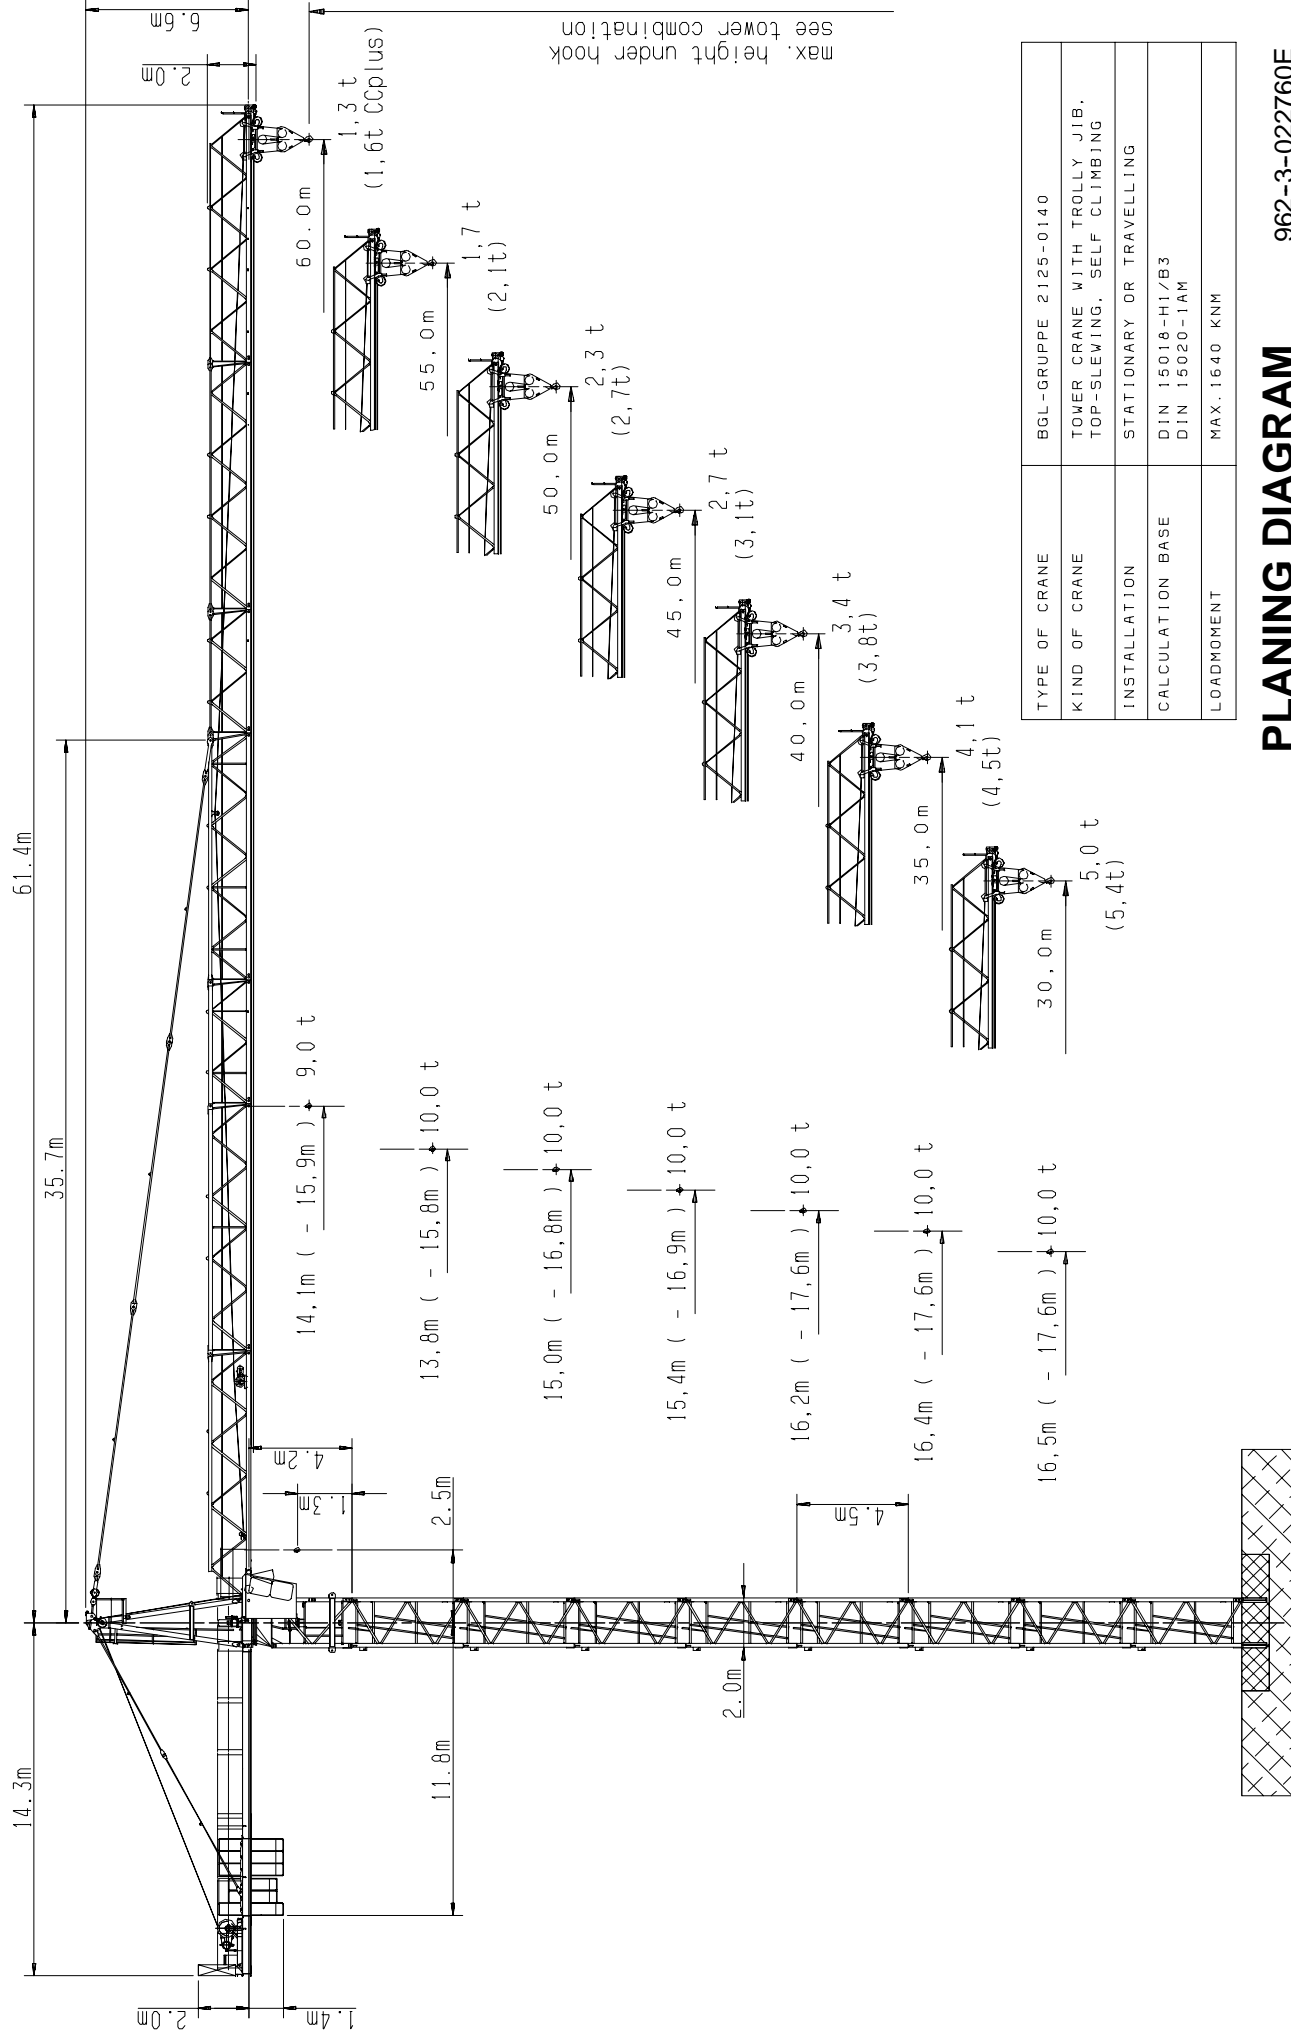 14.3m
61.4m
35.7m
6.6m
2.0m
max. height under hook
see tower combination
2.0m
1.4m
11.8m
2.5m
1.3m
4.2m
2.0m
4.5m
14,1m ( - 15,9m ) 9,0 t
60.0m
1,3 t
(1,6t CCplus)
13,8m ( - 15,8m ) 10,0 t
55,0m
1,7 t
(2,1t)
15,0m ( - 16,8m ) 10,0 t
50,0m
2,3 t
(2,7t)
15,4m ( - 16,9m ) 10,0 t
45,0m
2,7 t
(3,1t)
16,2m ( - 17,6m ) 10,0 t
40,0m
3,4 t
(3,8t)
16,4m ( - 17,6m ) 10,0 t
35,0m
4,1 t
(4,5t)
16,5m ( - 17,6m ) 10,0 t
30,0m
5,0 t
(5,4t)
TYPE OF CRANE BGL-GRUPPE 2125-0140
KIND OF CRANE TOWER CRANE WITH TROLLY JIB,
TOP-SLEWING, SELF CLIMBING
INSTALLATION STATIONARY OR TRAVELLING
CALCULATION BASE DIN 15018-H1/B3
DIN 15020-1AM
LOADMOMENT MAX.1640 KNM
PLANING DIAGRAM
962-3-022760E